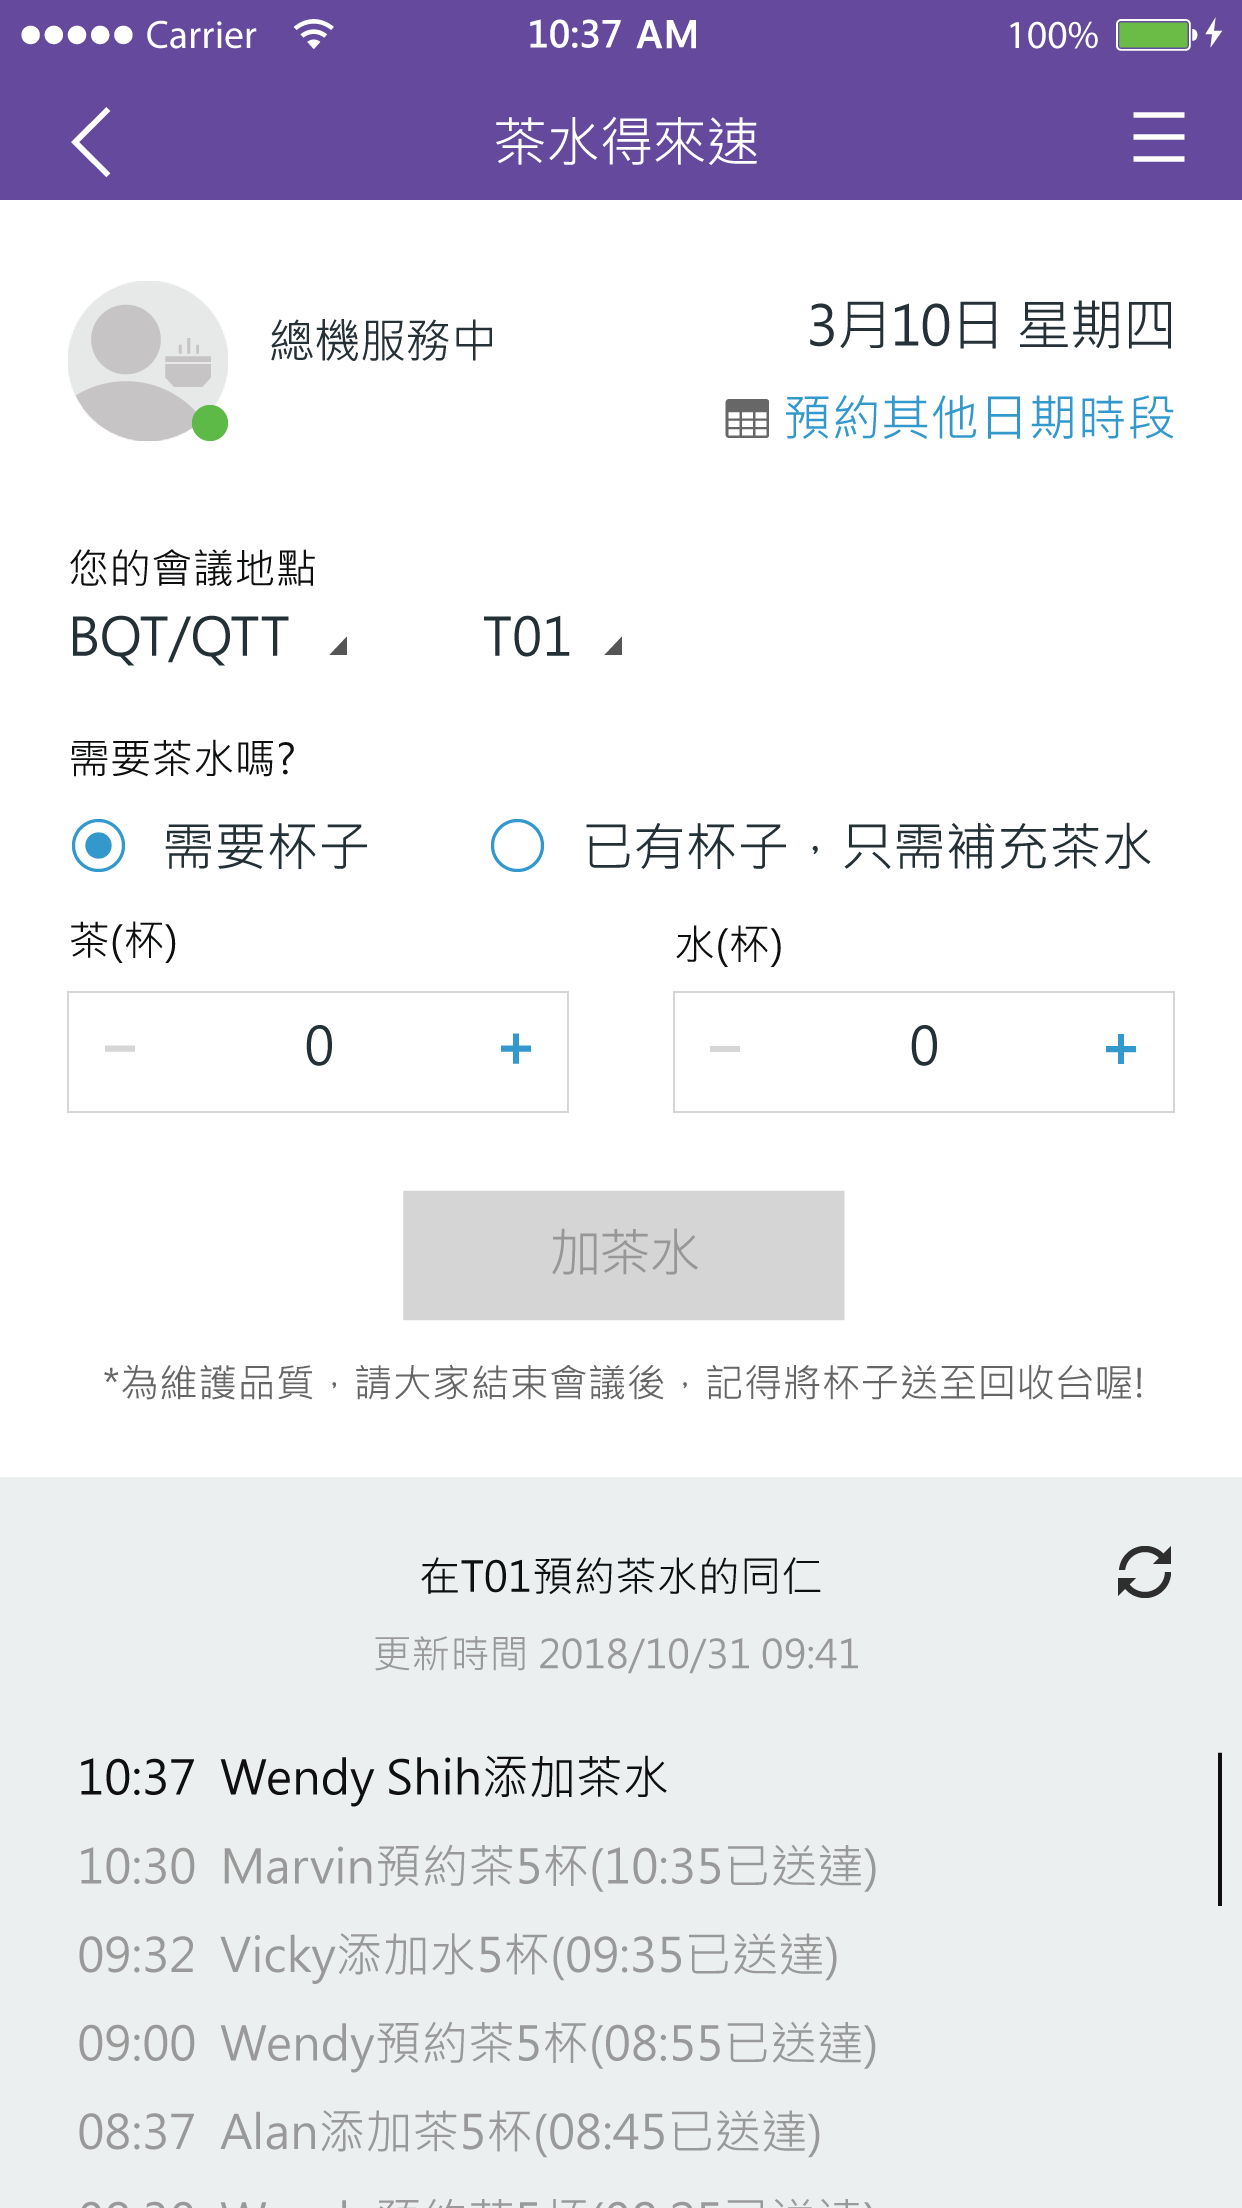 Carrier 10:37 AM 100%
茶水得來速
總機服務中
3月10日 星期四
預約其他日期時段
您的會議地點
BQT/QTT T01
需要茶水嗎?
需要杯子 已有杯子，只需補充茶水
茶(杯) 水(杯)
− 0 + − 0 +
加茶水
*為維護品質，請大家結束會議後，記得將杯子送至回收台喔!
在T01預約茶水的同仁
更新時間 2018/10/31 09:41
10:37 Wendy Shih添加茶水
10:30 Marvin預約茶5杯(10:35已送達)
09:32 Vicky添加水5杯(09:35已送達)
09:00 Wendy預約茶5杯(08:55已送達)
08:37 Alan添加茶5杯(08:45已送達)